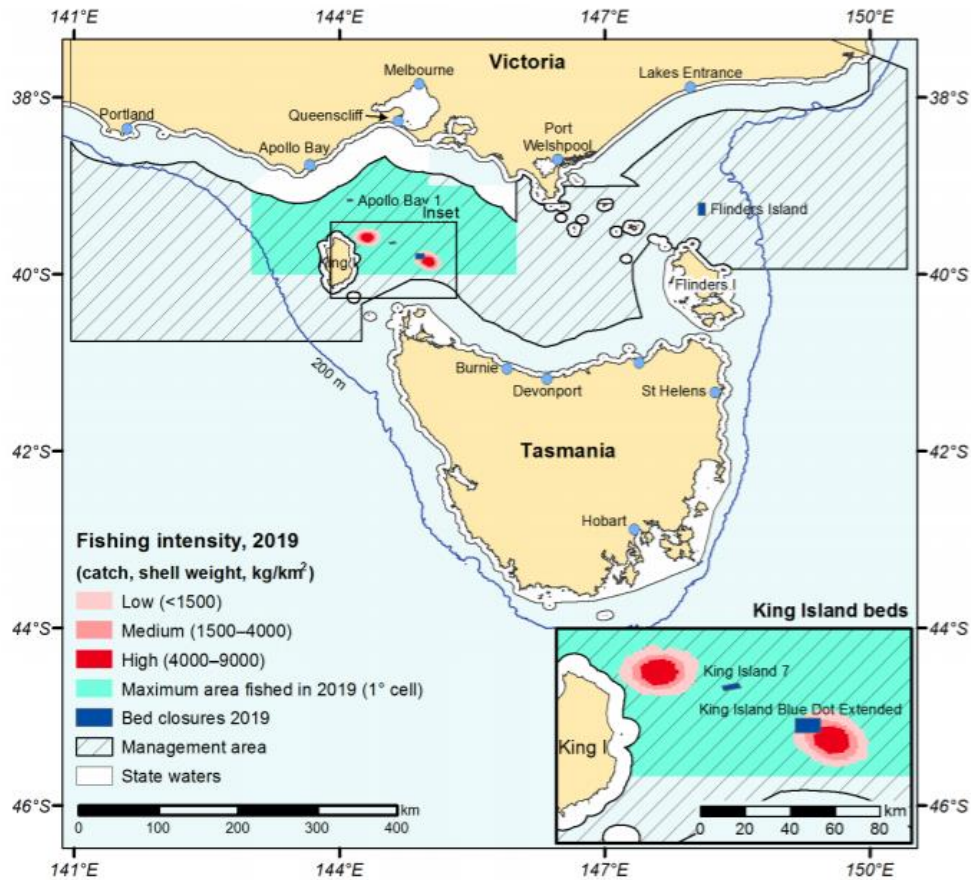 141°E 144°E 147°E 150°E
Victoria
Melbourne
Lakes Entrance
38°S 38°S
Queenscliff
Portland
Port
Welshpool
Apollo Bay
Apollo Bay 1
Flinders Island
Inset
King I
40°S 40°S
Flinders I
200 m
Burnie
Devonport
St Helens
42°S 42°S
Tasmania
Hobart
Fishing intensity, 2019
(catch, shell weight, kg/km²)
Low (<1500)
Medium (1500–4000)
High (4000–9000)
Maximum area fished in 2019 (1° cell)
Bed closures 2019
Management area
State waters
km
0 100 200 300 400
44°S 44°S
King Island beds
King Island 7
King Island Blue Dot Extended
King I
km
0 20 40 60 80
46°S 46°S
141°E 144°E 147°E 150°E